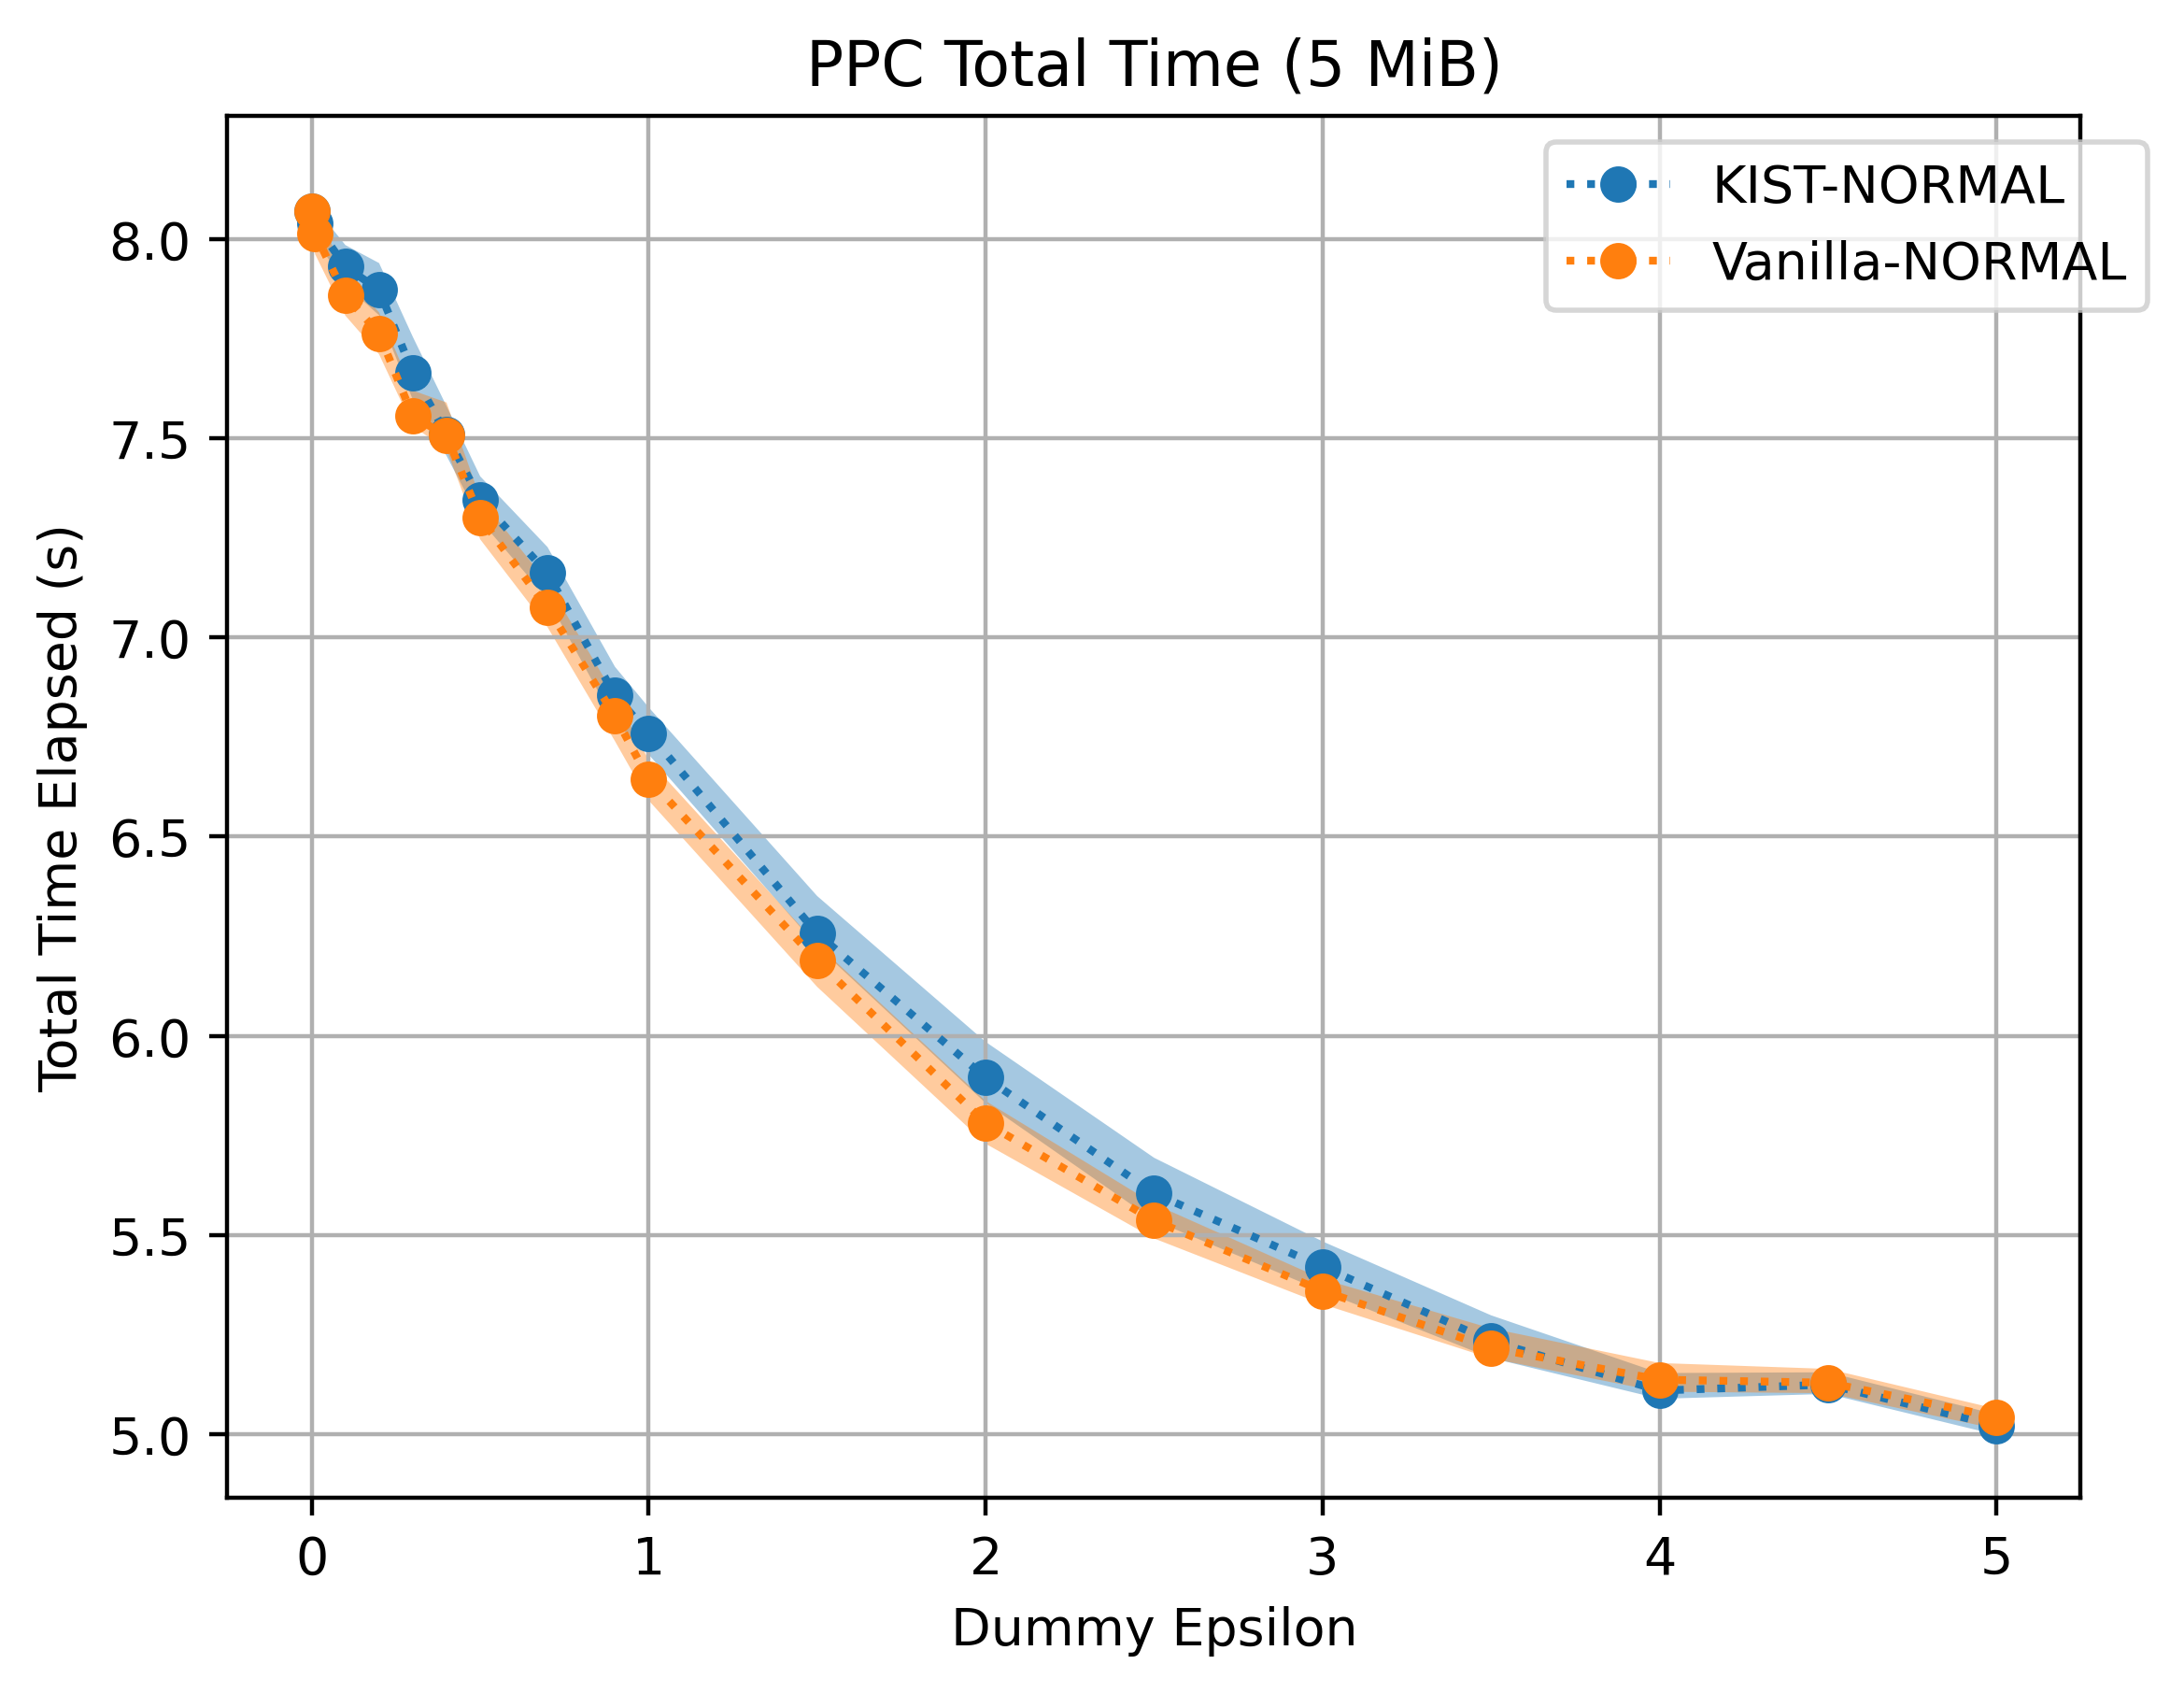 PPC Total Time (5 MiB)
KIST-NORMAL
Vanilla-NORMAL
Total Time Elapsed (s)
8.0
7.5
7.0
6.5
6.0
5.5
5.0
0 1 2 3 4 5
Dummy Epsilon